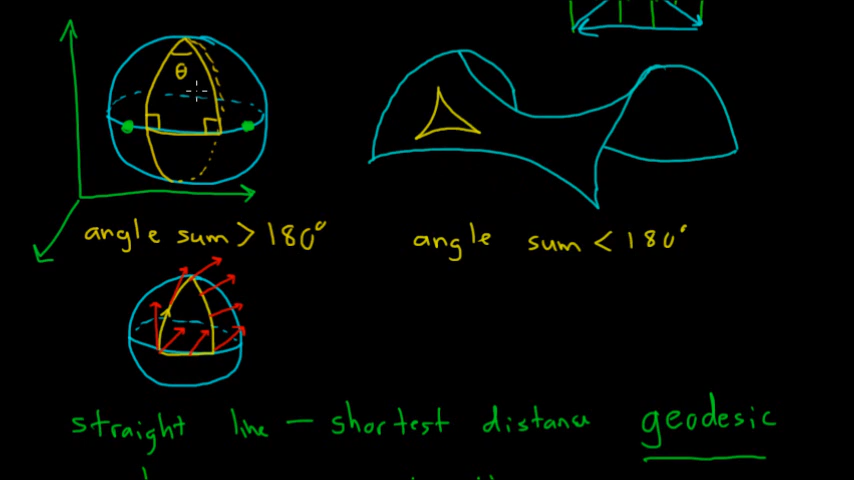 θ
angle sum > 180°
angle sum < 180°
straight line — shortest distance geodesic